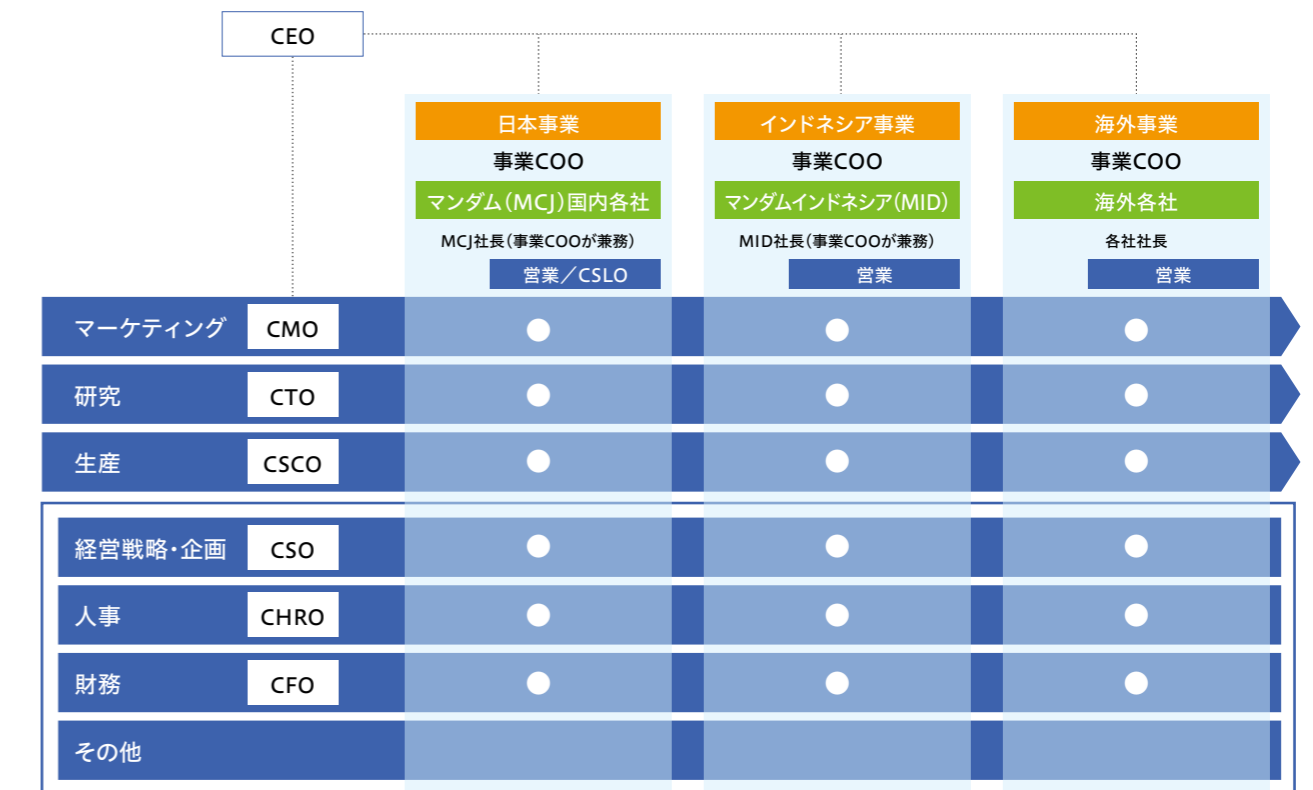 CEO
日本事業
インドネシア事業
海外事業
事業COO
事業COO
事業COO
マンダム(MCJ)国内各社
マンダムインドネシア(MID)
海外各社
MCJ社長(事業COOが兼務)
MID社長(事業COOが兼務)
各社社長
営業／CSLO
営業
営業
マーケティング
CMO
研究
CTO
生産
CSCO
経営戦略・企画
CSO
人事
CHRO
財務
CFO
その他